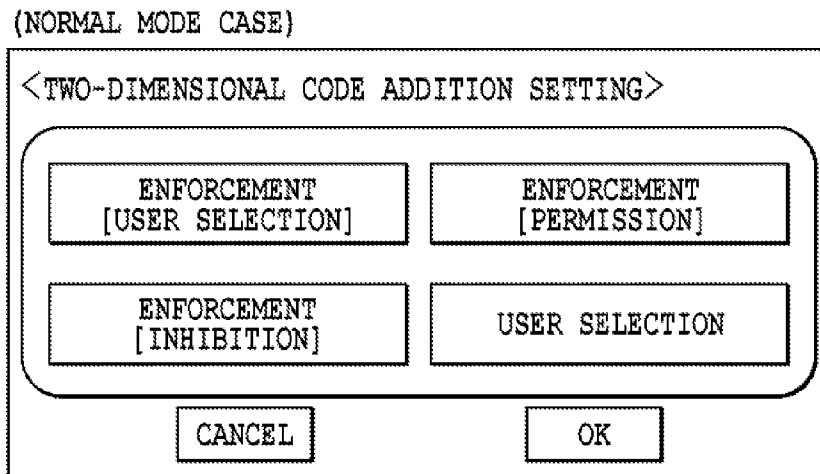 (NORMAL MODE CASE)
<TWO-DIMENSIONAL CODE ADDITION SETTING>
ENFORCEMENT
[USER SELECTION]
ENFORCEMENT
[PERMISSION]
ENFORCEMENT
[INHIBITION]
USER SELECTION
CANCEL
OK